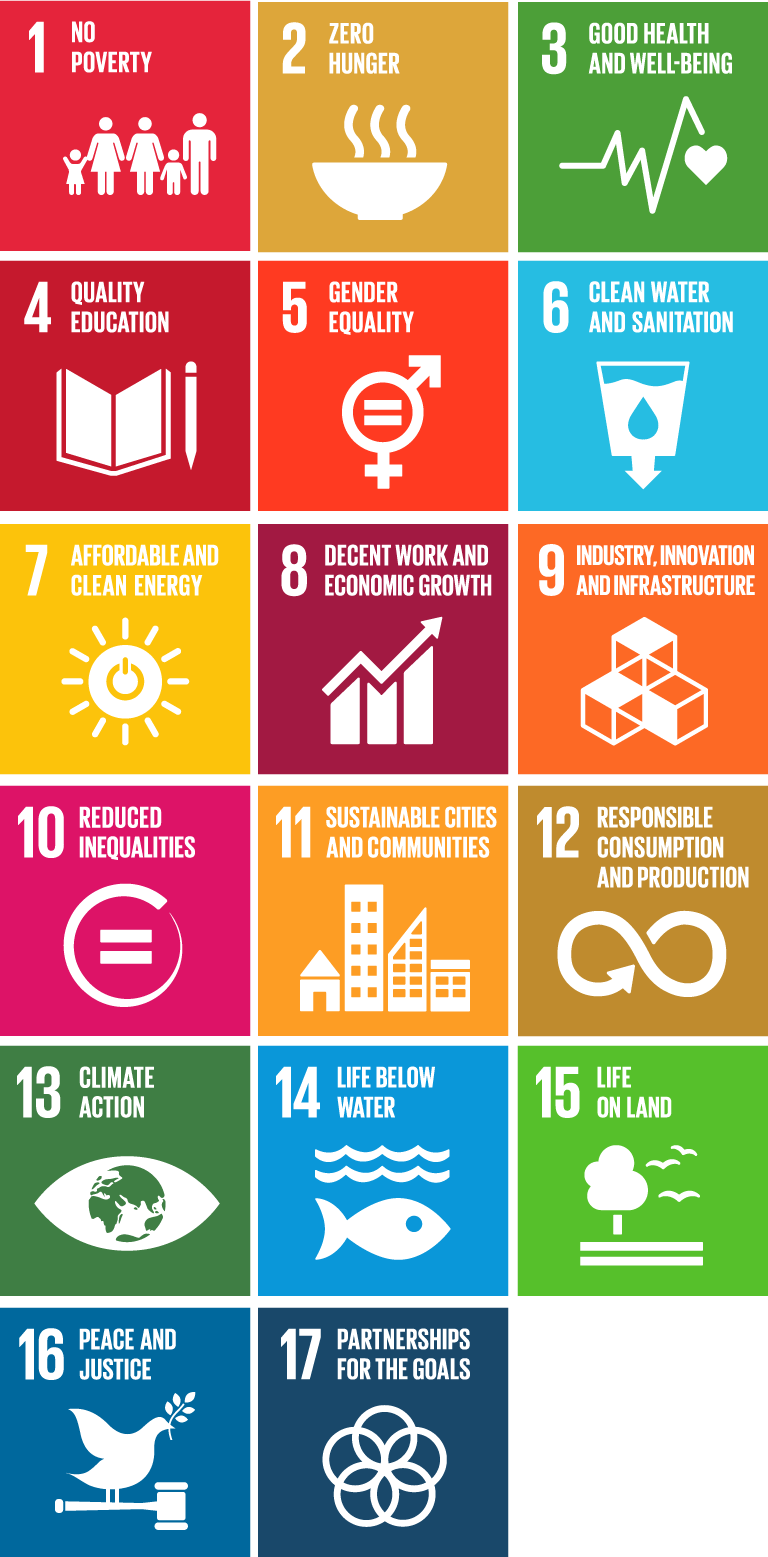 1 NO
POVERTY
2 ZERO
HUNGER
3 GOOD HEALTH
AND WELL-BEING
4 QUALITY
EDUCATION
5 GENDER
EQUALITY
6 CLEAN WATER
AND SANITATION
7 AFFORDABLE AND
CLEAN ENERGY
8 DECENT WORK AND
ECONOMIC GROWTH
9 INDUSTRY, INNOVATION
AND INFRASTRUCTURE
10 REDUCED
INEQUALITIES
11 SUSTAINABLE CITIES
AND COMMUNITIES
12 RESPONSIBLE
CONSUMPTION
AND PRODUCTION
13 CLIMATE
ACTION
14 LIFE BELOW
WATER
15 LIFE
ON LAND
16 PEACE AND
JUSTICE
17 PARTNERSHIPS
FOR THE GOALS